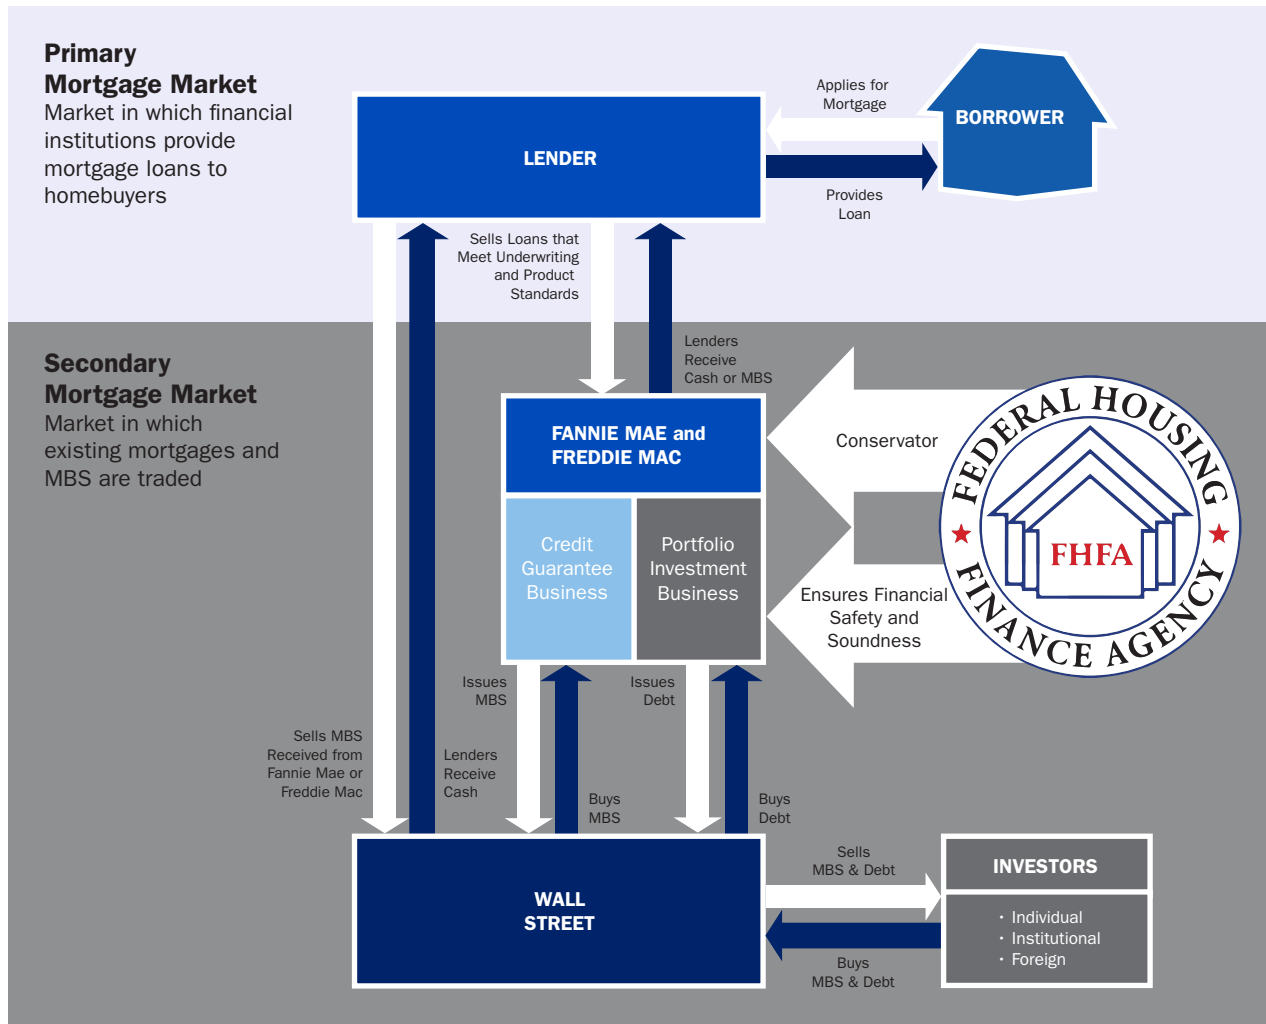 Primary
Mortgage Market
Market in which financial
institutions provide
mortgage loans to
homebuyers
LENDER
Applies for
Mortgage
BORROWER
Provides
Loan
Sells Loans that
Meet Underwriting
and Product
Standards
Lenders
Receive
Cash or MBS
Secondary
Mortgage Market
Market in which
existing mortgages and
MBS are traded
FANNIE MAE and
FREDDIE MAC
Credit
Guarantee
Business
Portfolio
Investment
Business
Conservator
Ensures Financial
Safety and
Soundness
FEDERAL HOUSING
FHFA
FINANCE AGENCY
Issues
MBS
Issues
Debt
Sells MBS
Received from
Fannie Mae or
Freddie Mac
Lenders
Receive
Cash
Buys
MBS
Buys
Debt
WALL
STREET
Sells
MBS & Debt
Buys
MBS & Debt
INVESTORS
· Individual
· Institutional
· Foreign